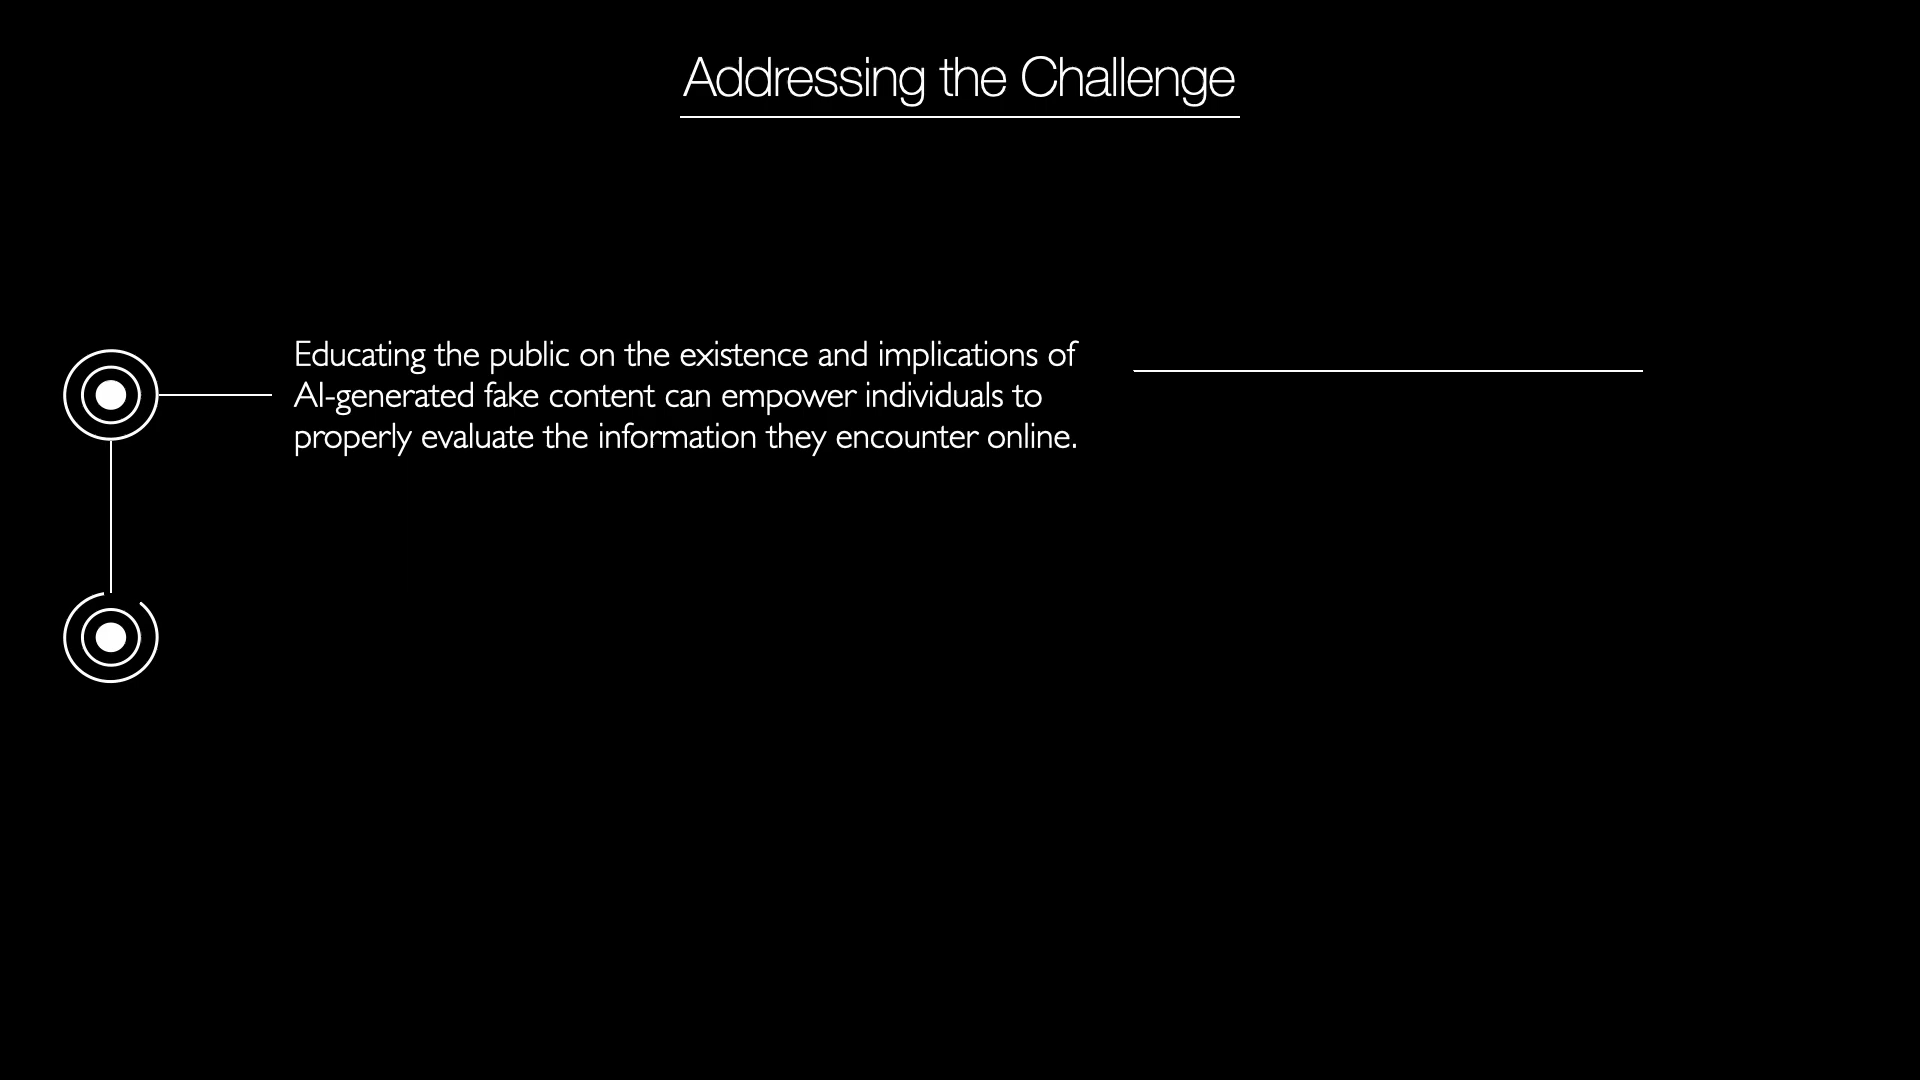 Addressing the Challenge
Educating the public on the existence and implications of
AI-generated fake content can empower individuals to
properly evaluate the information they encounter online.